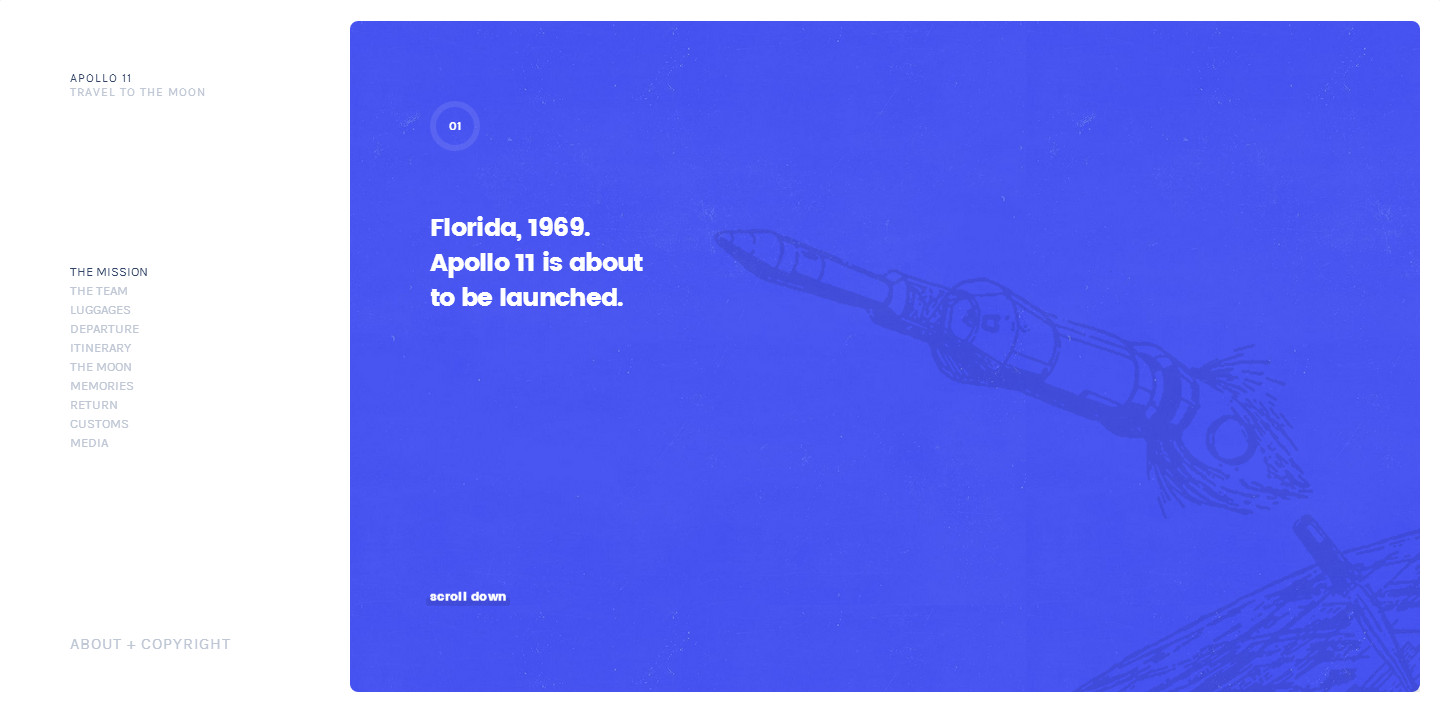 APOLLO 11
TRAVEL TO THE MOON
THE MISSION
THE TEAM
LUGGAGES
DEPARTURE
ITINERARY
THE MOON
MEMORIES
RETURN
CUSTOMS
MEDIA
ABOUT + COPYRIGHT
01
Florida, 1969.
Apollo 11 is about
to be launched.
scroll down